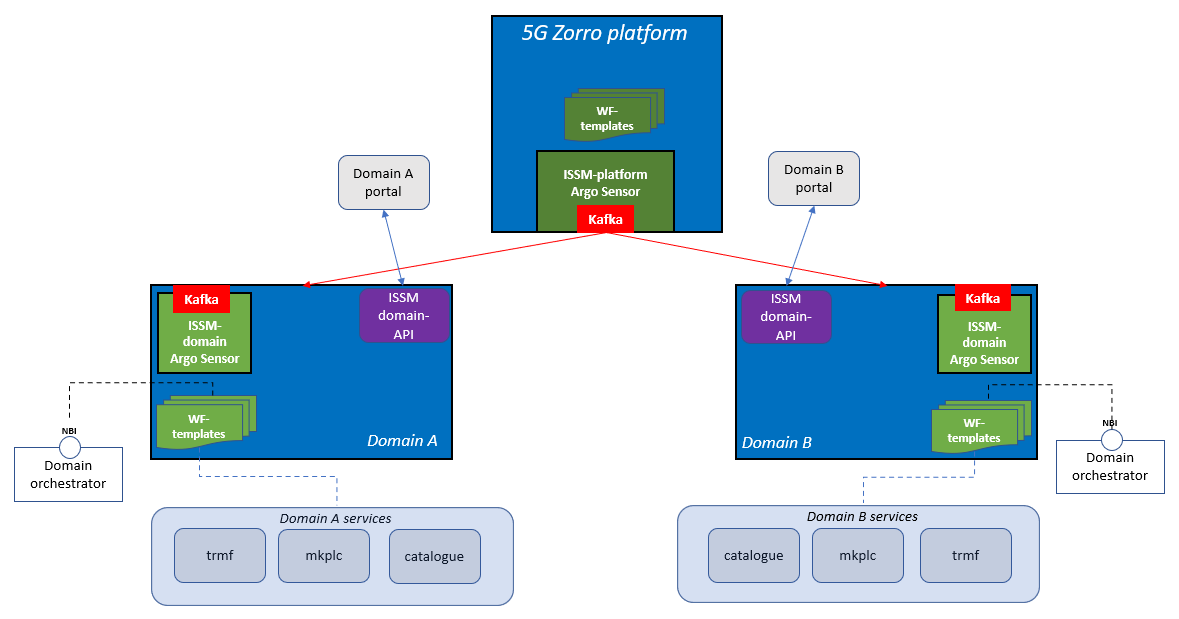 5G Zorro platform
WF-
templates
ISSM-platform
Argo Sensor
Kafka
Domain A
portal
Domain B
portal
Kafka
ISSM-
domain
Argo Sensor
ISSM
domain-
API
WF-
templates
Domain A
NBI
Domain
orchestrator
ISSM
domain-
API
Kafka
ISSM-
domain
Argo Sensor
WF-
templates
Domain B
NBI
Domain
orchestrator
Domain A services
trmf
mkplc
catalogue
Domain B services
catalogue
mkplc
trmf